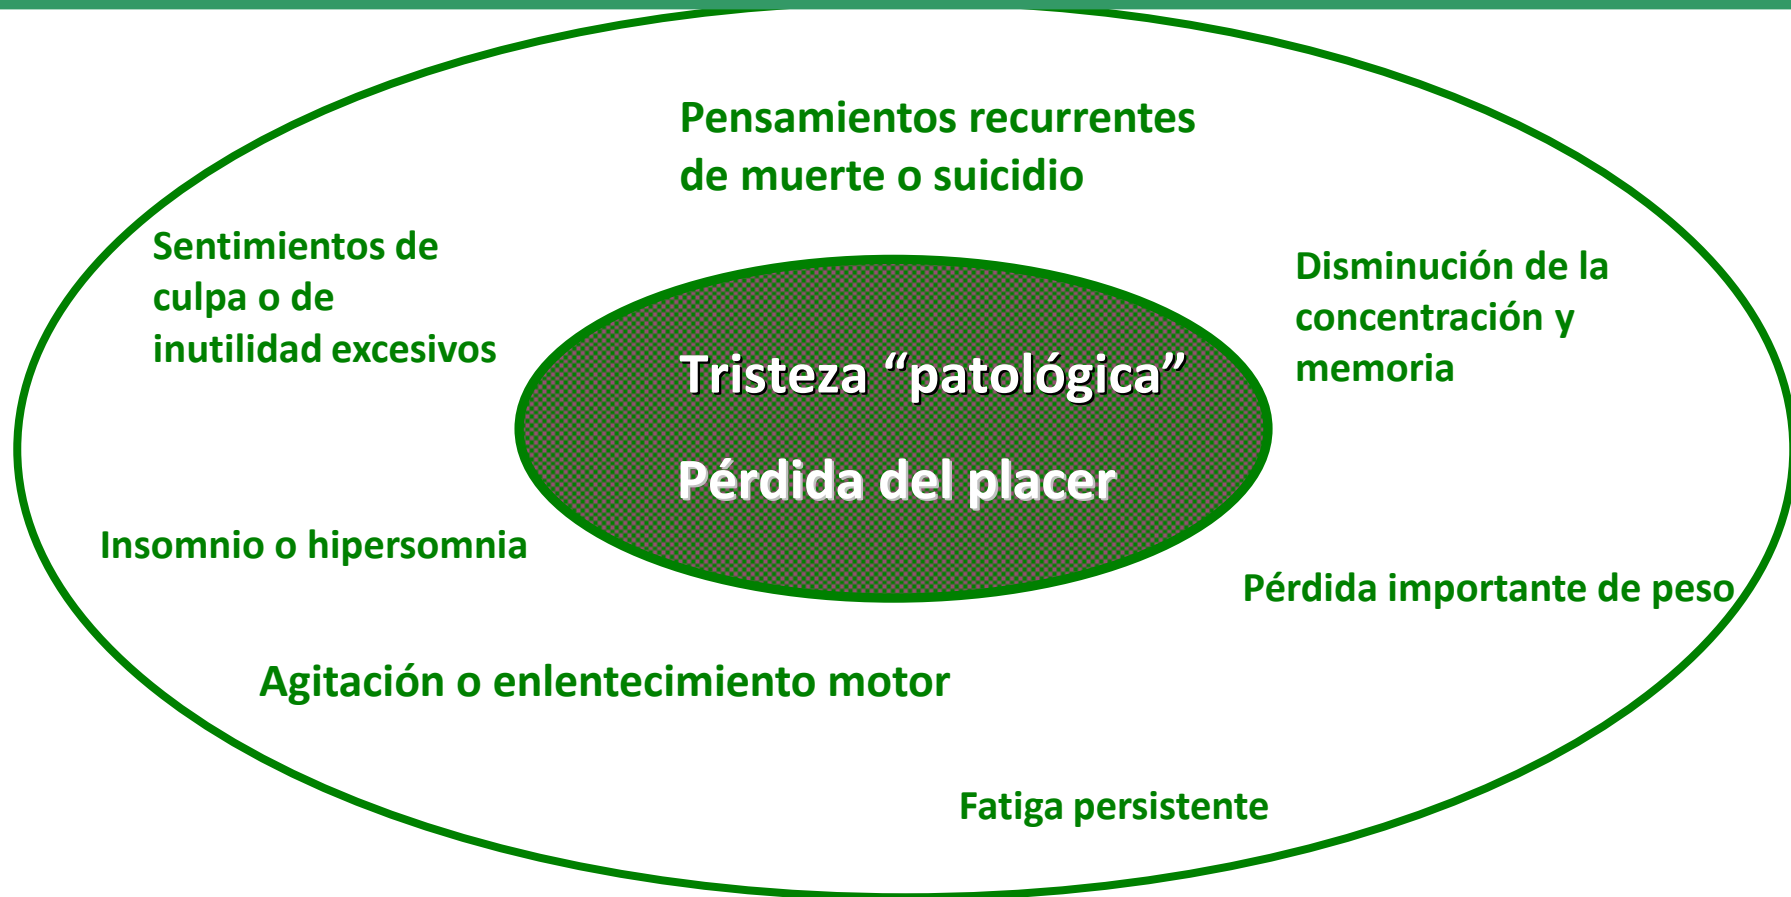 Pensamientos recurrentes
de muerte o suicidio
Sentimientos de
culpa o de
inutilidad excesivos
Disminución de la
concentración y
memoria
Tristeza “patológica”
Pérdida del placer
Insomnio o hipersomnia
Pérdida importante de peso
Agitación o enlentecimiento motor
Fatiga persistente